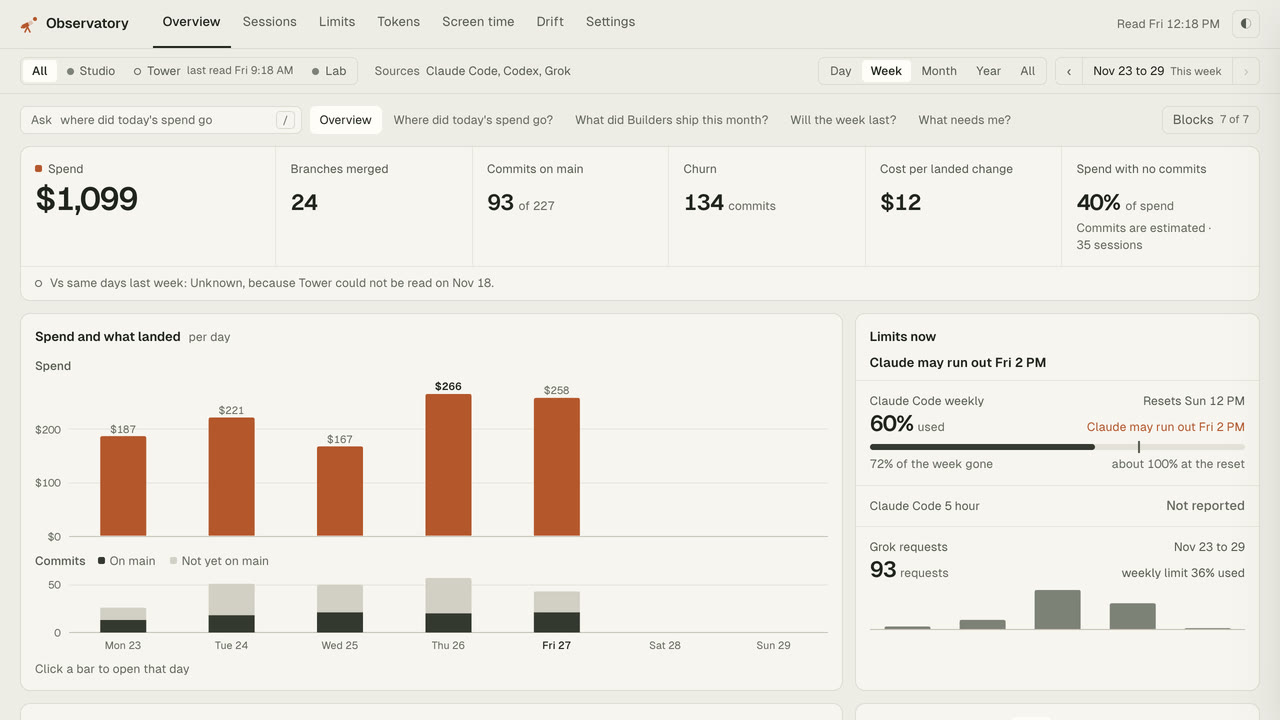 Observatory Overview Sessions Limits Tokens Screen time Drift Settings Read Fri 12:18 PM
All Studio Tower last read Fri 9:18 AM Lab Sources Claude Code, Codex, Grok Day Week Month Year All ‹ Nov 23 to 29 This week ›
Ask where did today's spend go / Overview Where did today's spend go? What did Builders ship this month? Will the week last? What needs me? Blocks 7 of 7
Spend Branches merged Commits on main Churn Cost per landed change Spend with no commits
$1,099 24 93 of 227 134 commits $12 40% of spend
Commits are estimated ·
35 sessions
Vs same days last week: Unknown, because Tower could not be read on Nov 18.
Spend and what landed per day
Spend
$266
$258
$221
$187
$167
$200
$100
$0
Commits On main Not yet on main
50
0
Mon 23 Tue 24 Wed 25 Thu 26 Fri 27 Sat 28 Sun 29
Click a bar to open that day
Limits now
Claude may run out Fri 2 PM
Claude Code weekly Resets Sun 12 PM
60% used Claude may run out Fri 2 PM
72% of the week gone about 100% at the reset
Claude Code 5 hour Not reported
Grok requests Nov 23 to 29
93 requests weekly limit 36% used